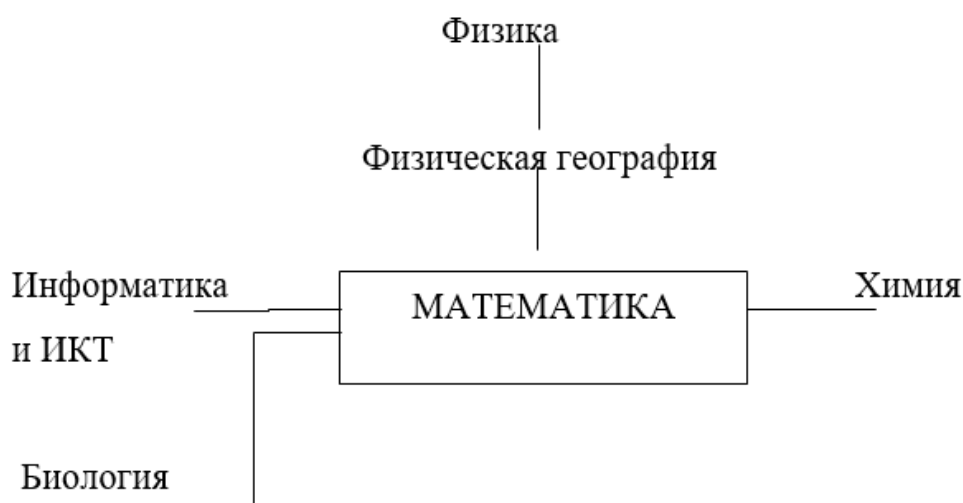 Физика
Физическая география
Информатика
и ИКТ
МАТЕМАТИКА
Химия
Биология